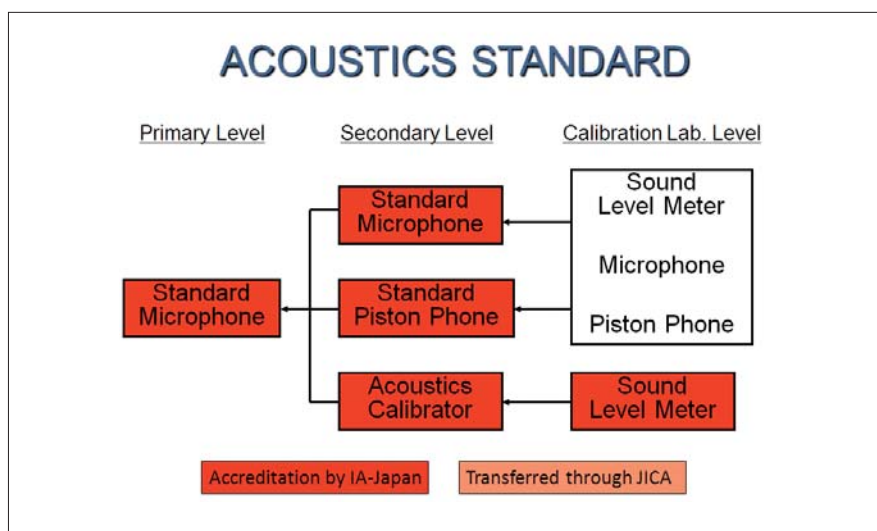 ACOUSTICS STANDARD
Primary Level
Secondary Level
Calibration Lab. Level
Standard
Microphone
Standard
Microphone
Standard
Piston Phone
Acoustics
Calibrator
Sound
Level Meter
Microphone
Piston Phone
Sound
Level Meter
Accreditation by IA-Japan
Transferred through JICA